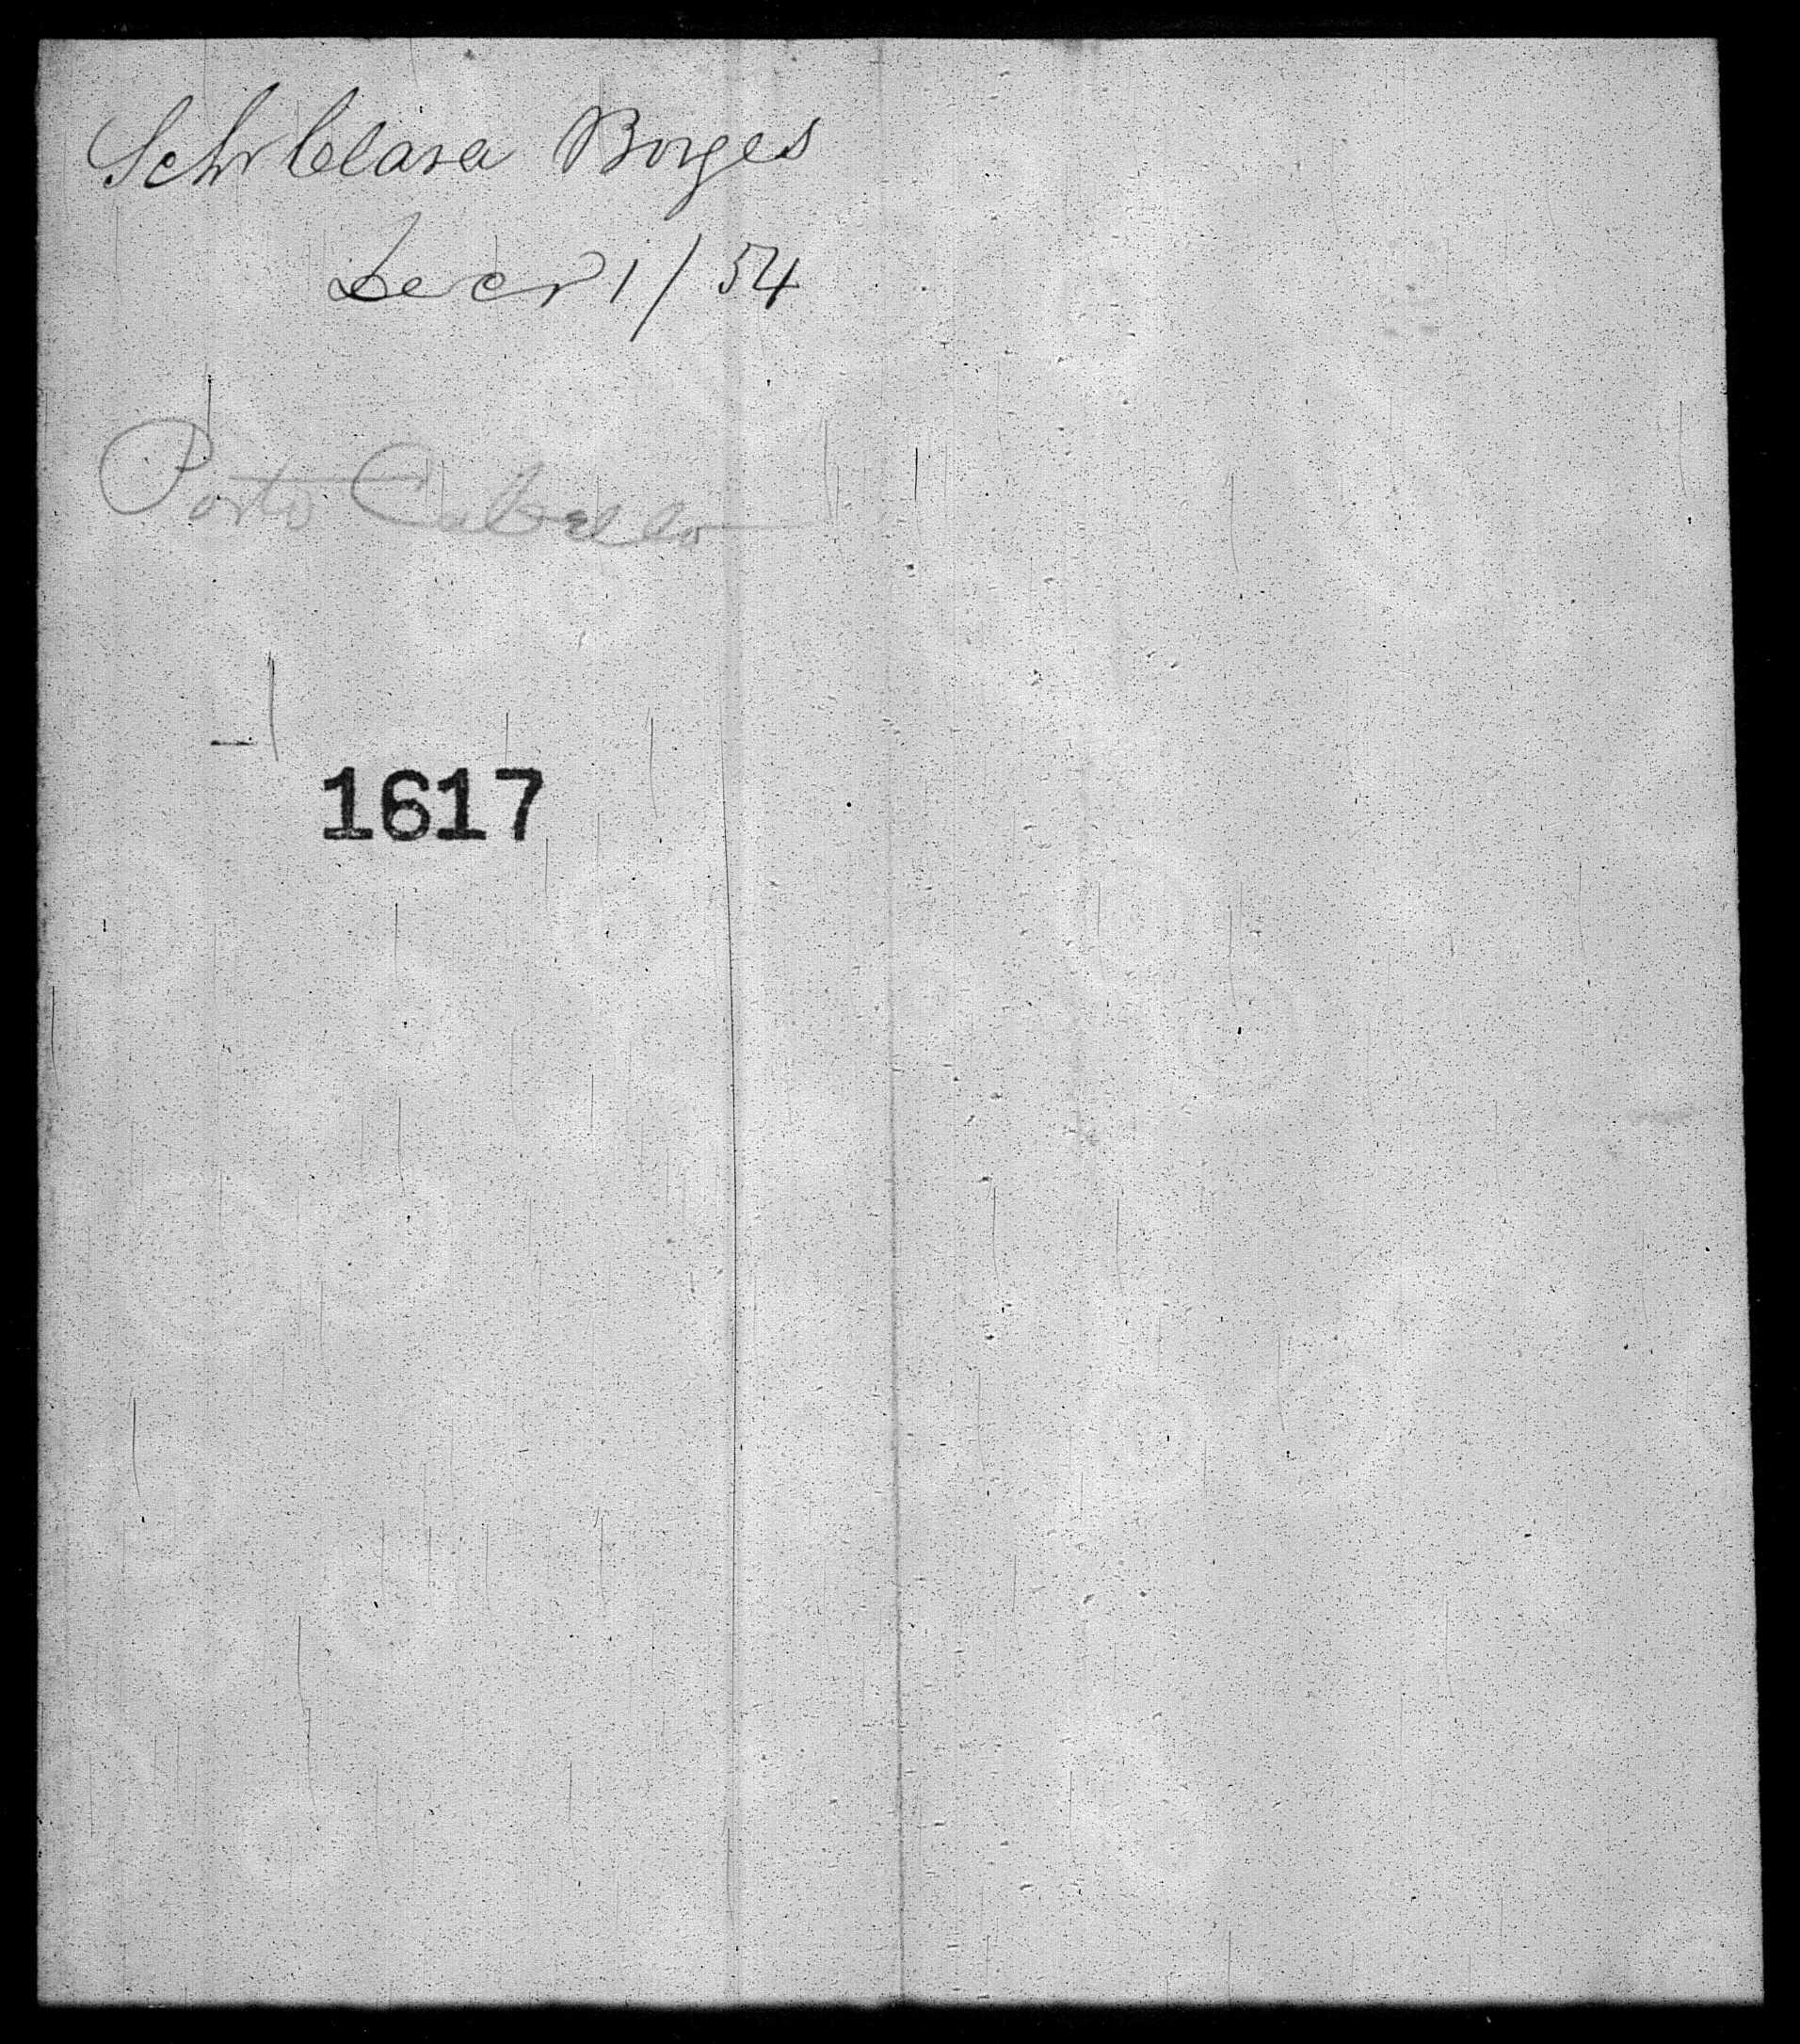 Schr Clara Borges
Decr 1/54
Porto Cabello
1617